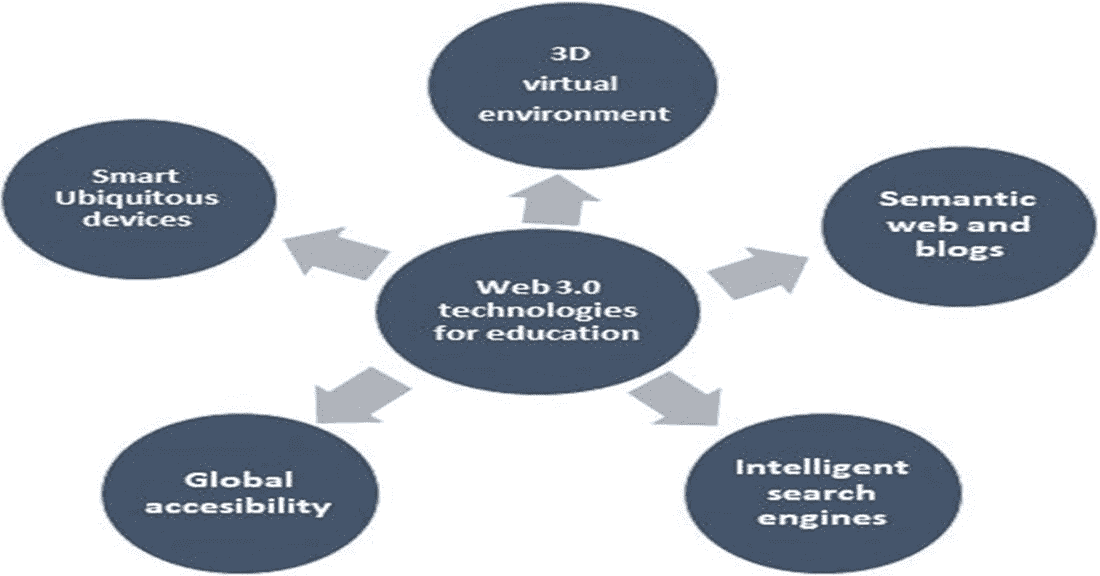 3D
virtual
environment
Smart
Ubiquitous
devices
Semantic
web and
blogs
Web 3.0
technologies
for education
Global
accesibility
Intelligent
search
engines